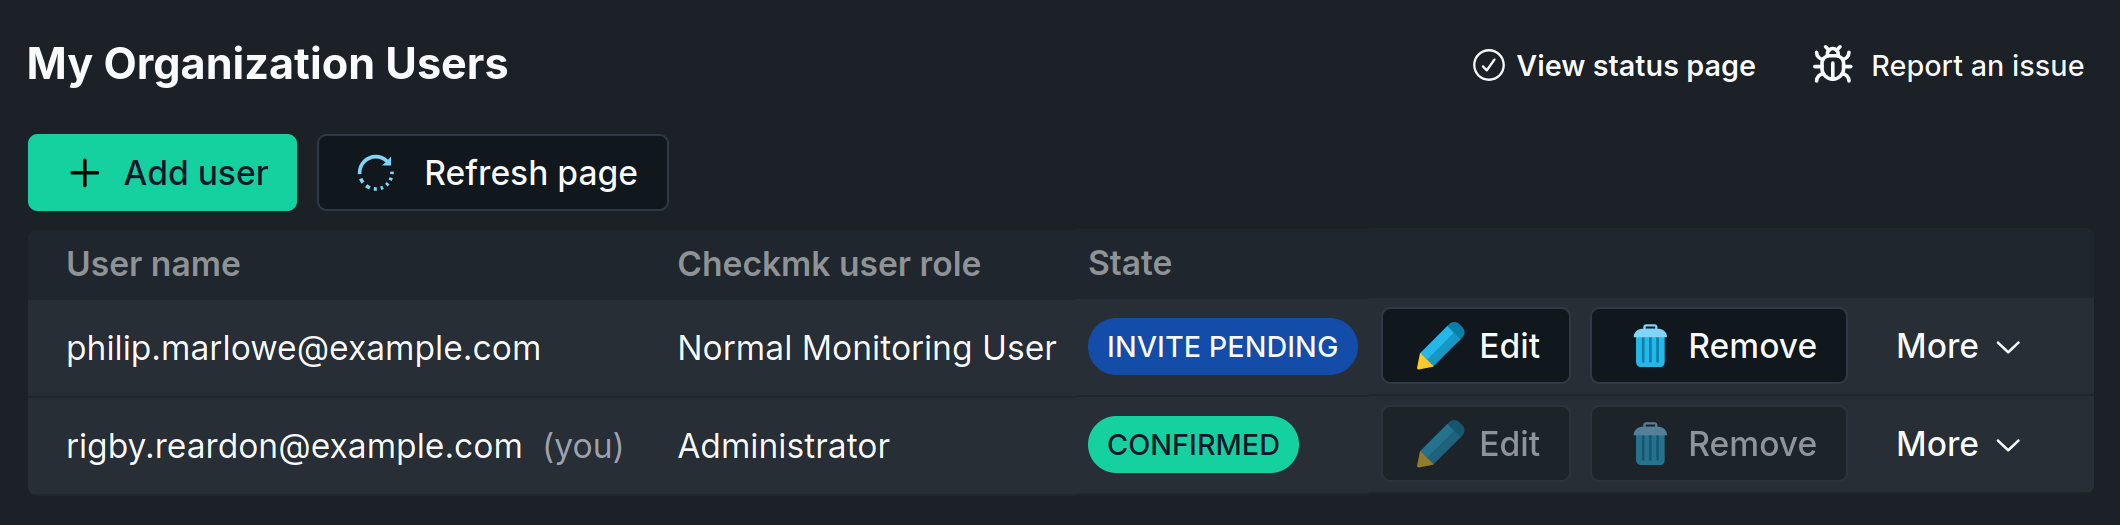 My Organization Users
View status page
Report an issue
Add user
Refresh page
User name Checkmk user role State
philip.marlowe@example.com Normal Monitoring User INVITE PENDING Edit Remove More
rigby.reardon@example.com (you) Administrator CONFIRMED Edit Remove More